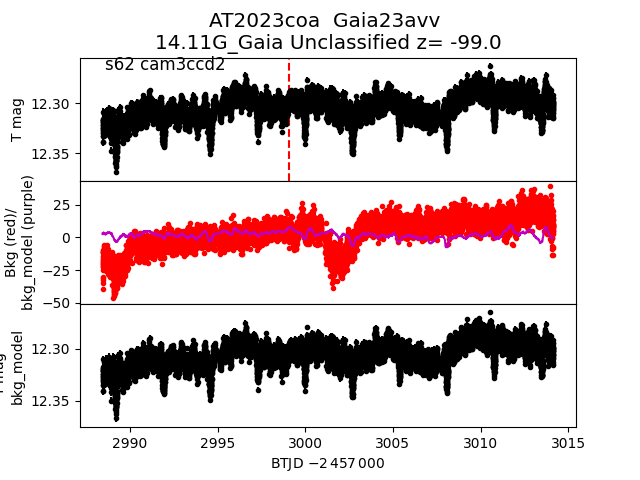 AT2023coa  Gaia23avv
14.11G_Gaia Unclassified z= -99.0
s62 cam3ccd2
T mag
12.30
12.35
Bkg (red)/
bkg_model (purple)
25
0
−25
−50
mag
bkg_model
12.30
12.35
2990
2995
3000
3005
3010
3015
BTJD −2 457 000